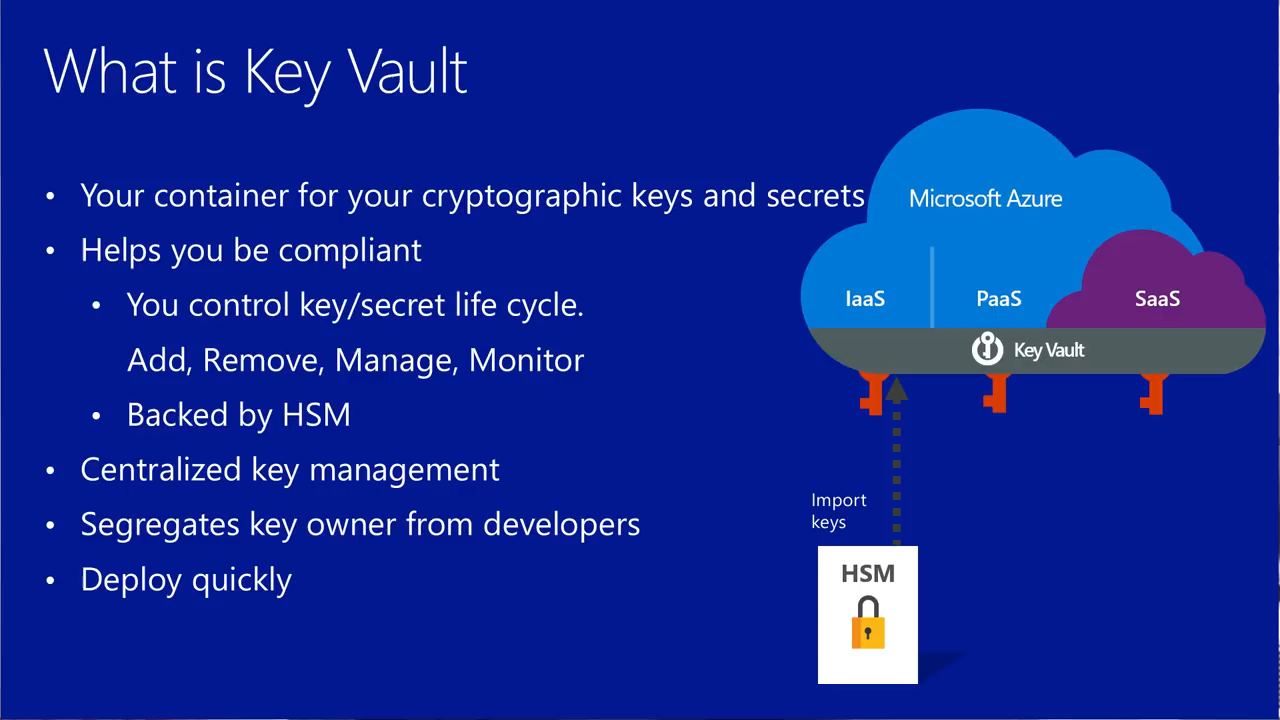 What is Key Vault
• Your container for your cryptographic keys and secrets
• Helps you be compliant
• You control key/secret life cycle.
Add, Remove, Manage, Monitor
• Backed by HSM
• Centralized key management
• Segregates key owner from developers
• Deploy quickly
Microsoft Azure
IaaS
PaaS
SaaS
Key Vault
Import
keys
HSM